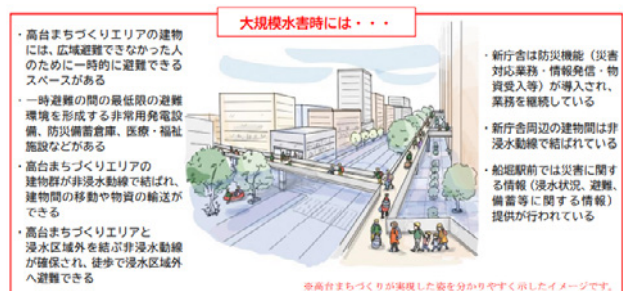 大規模水害時には・・・
・高台まちづくりエリアの建物
には、広域避難できなかった人
のために一時的に避難できる
スペースがある
・一時避難の間の最低限の避難
環境を形成する非常用発電設
備、防災備蓄倉庫、医療・福祉
施設などがある
・高台まちづくりエリアの
建物群が非浸水動線で結ばれ、
建物間の移動や物資の輸送が
できる
・高台まちづくりエリアと
浸水区域外を結ぶ非浸水動線
が確保され、徒歩で浸水区域外
へ避難できる
・新庁舎は防災機能（災害
対応業務・情報発信・物
資受入等）が導入され、
業務を継続している
・新庁舎周辺の建物間は非
浸水動線で結ばれている
・船堀駅前では災害に関す
る情報（浸水状況、避難、
備蓄等に関する情報）
提供が行われている
※高台まちづくりが実現した姿を分かりやすく示したイメージです。